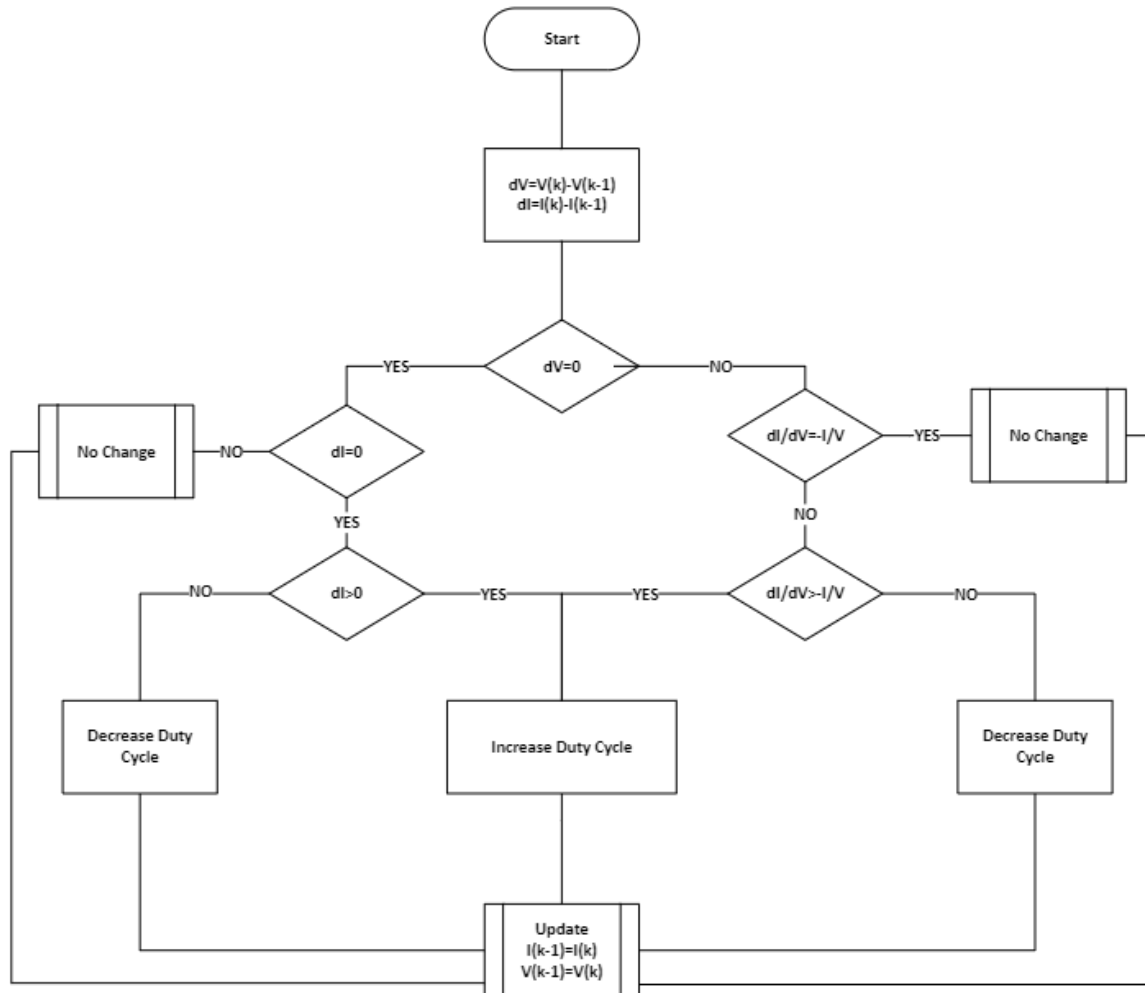 Start
dV=V(k)-V(k-1)
dI=I(k)-I(k-1)
dV=0
YES
NO
No Change
NO
dI=0
dI/dV=-I/V
YES
No Change
YES
NO
NO
dI>0
YES
YES
dI/dV>-I/V
NO
Decrease Duty
Cycle
Increase Duty Cycle
Decrease Duty
Cycle
Update
I(k-1)=I(k)
V(k-1)=V(k)